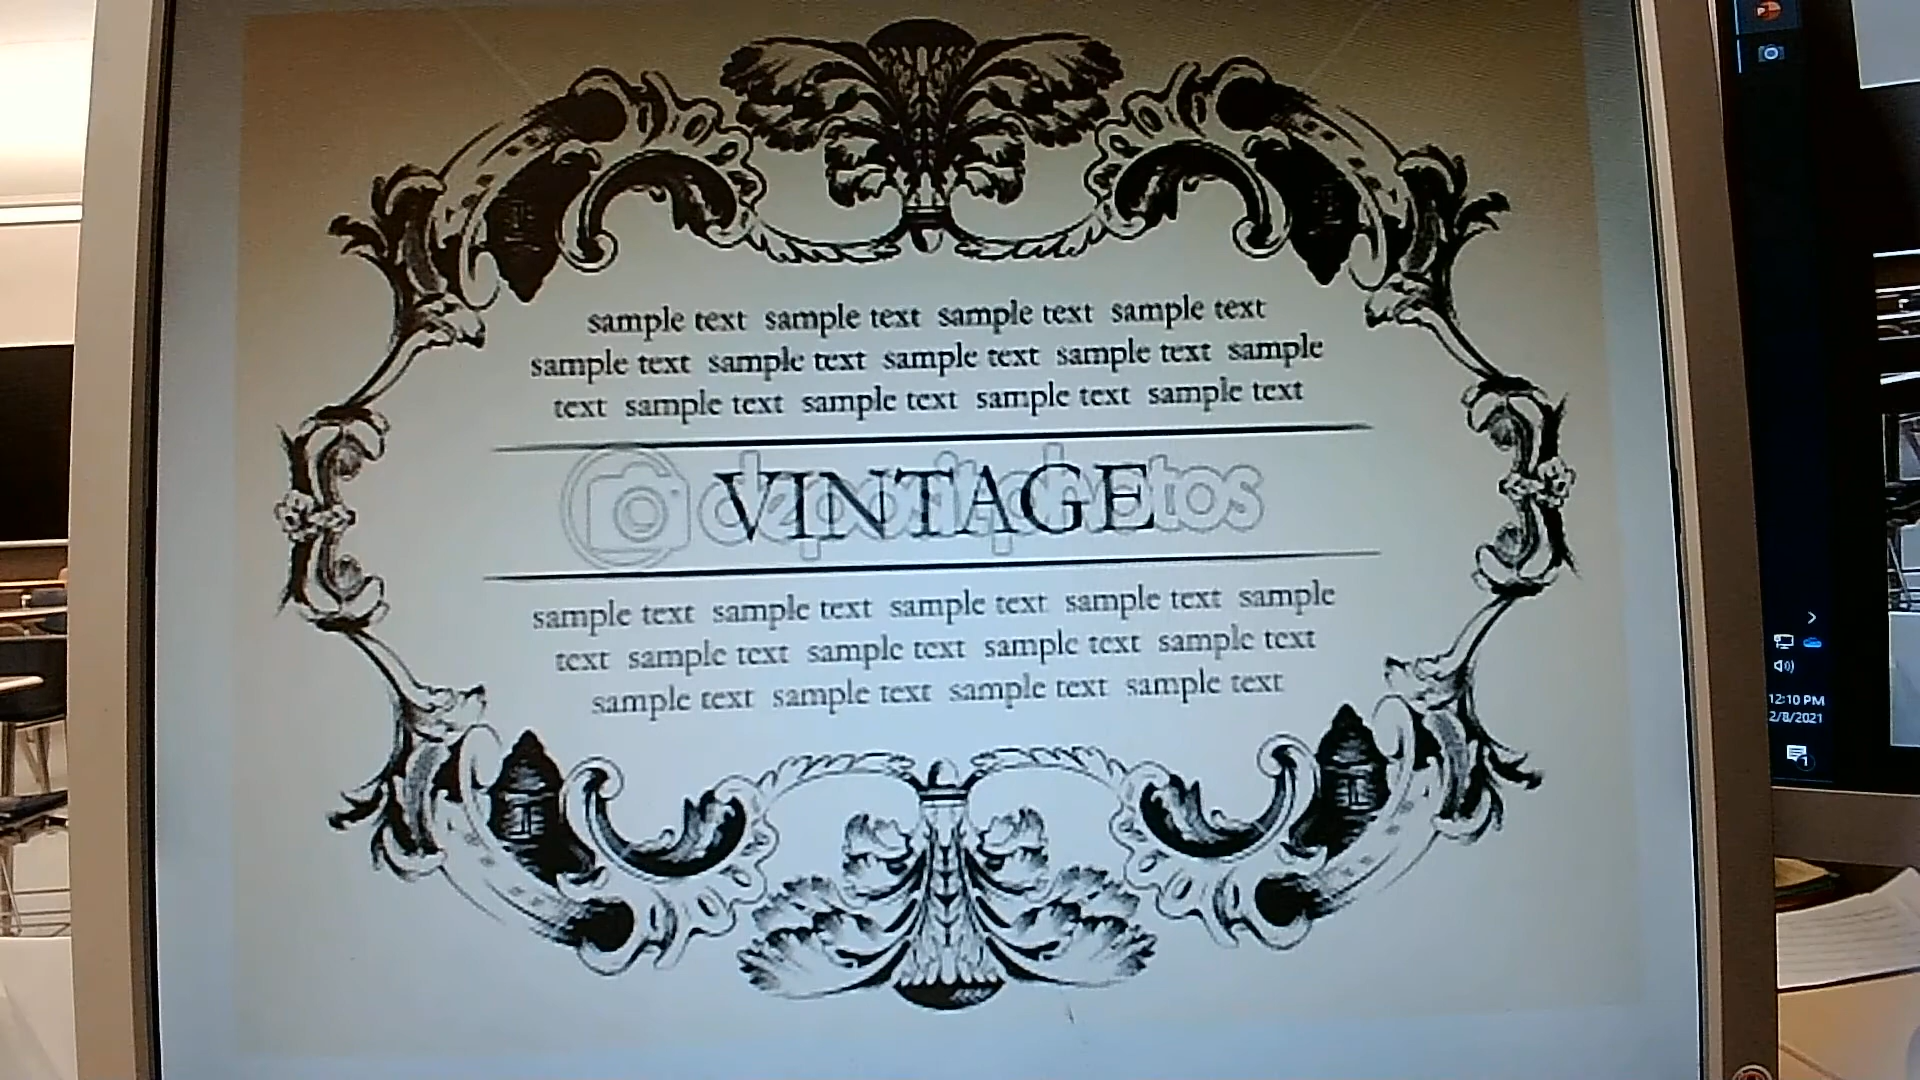 sample text sample text sample text sample text
sample text sample text sample text sample text sample
text sample text sample text sample text sample text
depositphotos
VINTAGE
sample text sample text sample text sample text sample
text sample text sample text sample text sample text
sample text sample text sample text sample text
12:10 PM
2/8/2021
1